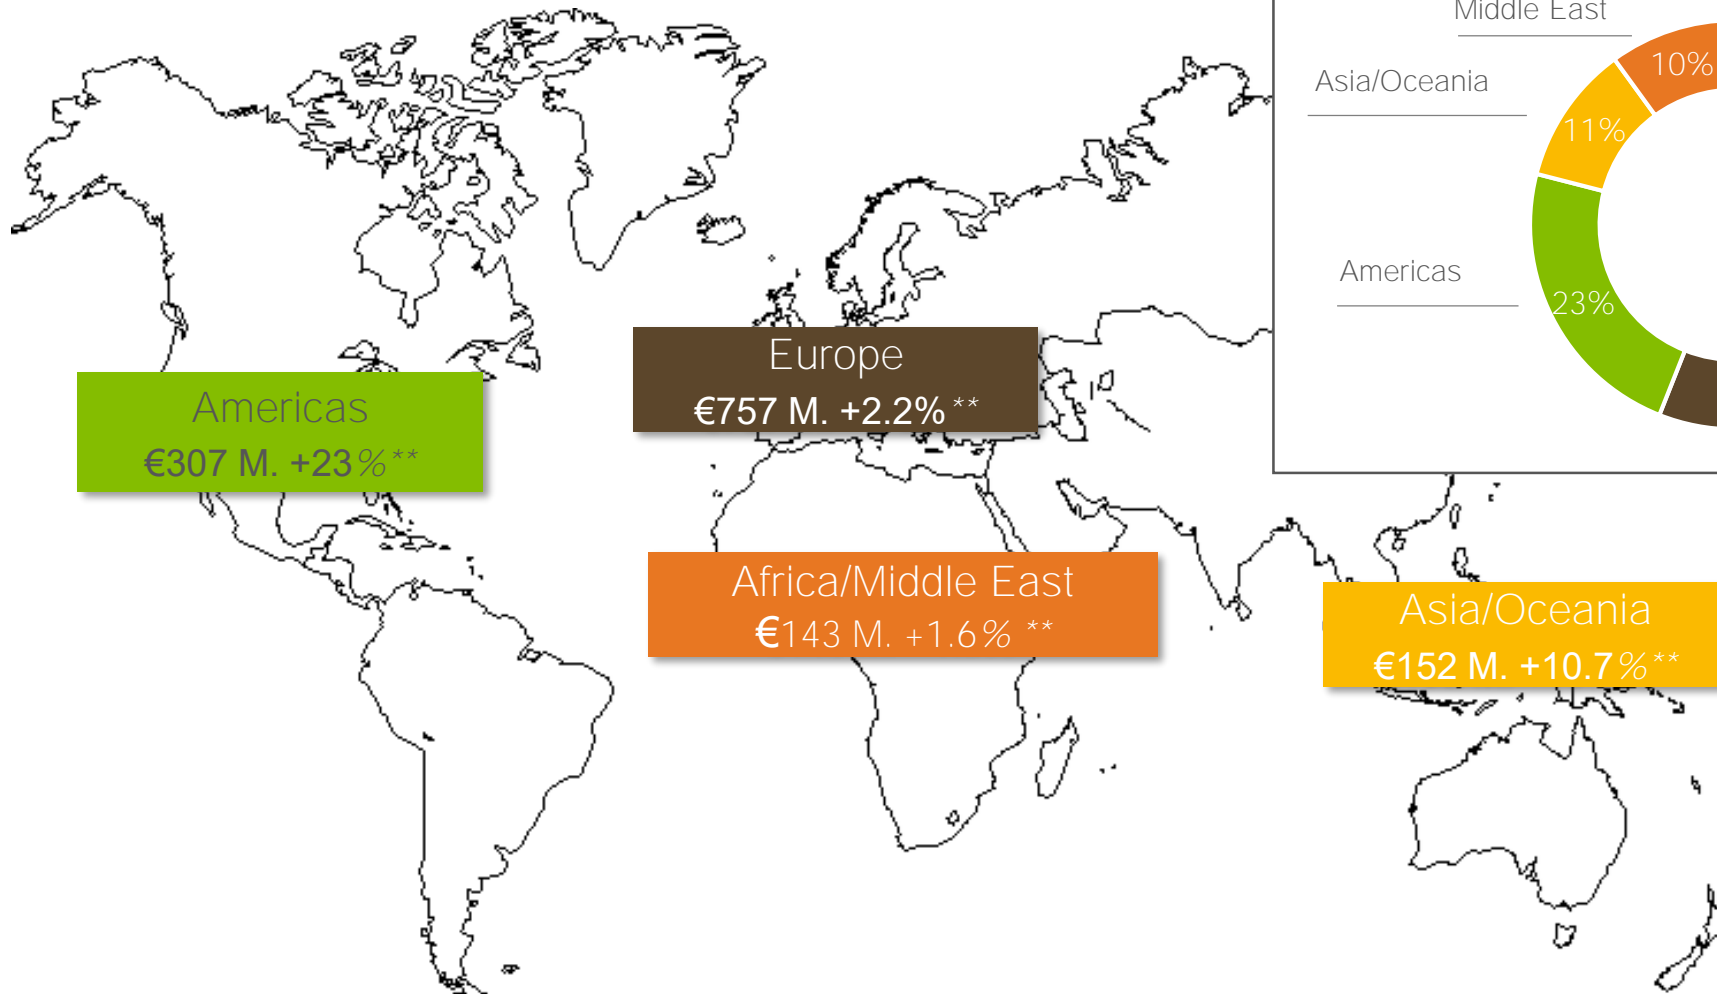 Middle East
10%
Asia/Oceania
11%
Americas
23%
Europe
€757 M. +2.2% **
Americas
€307 M. +23% **
Africa/Middle East
€143 M. +1.6% **
Asia/Oceania
€152 M. +10.7% **